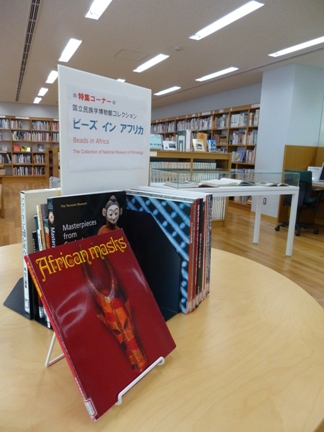 ※特集コーナー※
国立民族学博物館コレクション
ビーズ イン アフリカ
Beads in Africa
The Collection of National Museum of Ethnology
Masterpieces
from
African masks